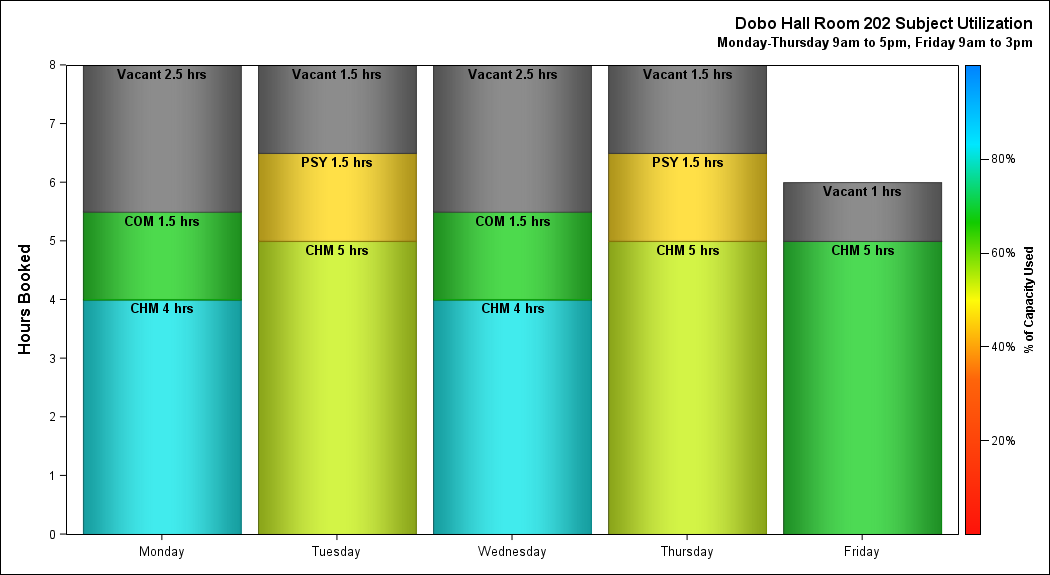 Dobo Hall Room 202 Subject Utilization
Monday-Thursday 9am to 5pm, Friday 9am to 3pm
Hours Booked
8
7
6
5
4
3
2
1
0
Vacant 2.5 hrs
COM 1.5 hrs
CHM 4 hrs
Vacant 1.5 hrs
PSY 1.5 hrs
CHM 5 hrs
Vacant 2.5 hrs
COM 1.5 hrs
CHM 4 hrs
Vacant 1.5 hrs
PSY 1.5 hrs
CHM 5 hrs
Vacant 1 hrs
CHM 5 hrs
Monday
Tuesday
Wednesday
Thursday
Friday
80%
60%
40%
20%
% of Capacity Used